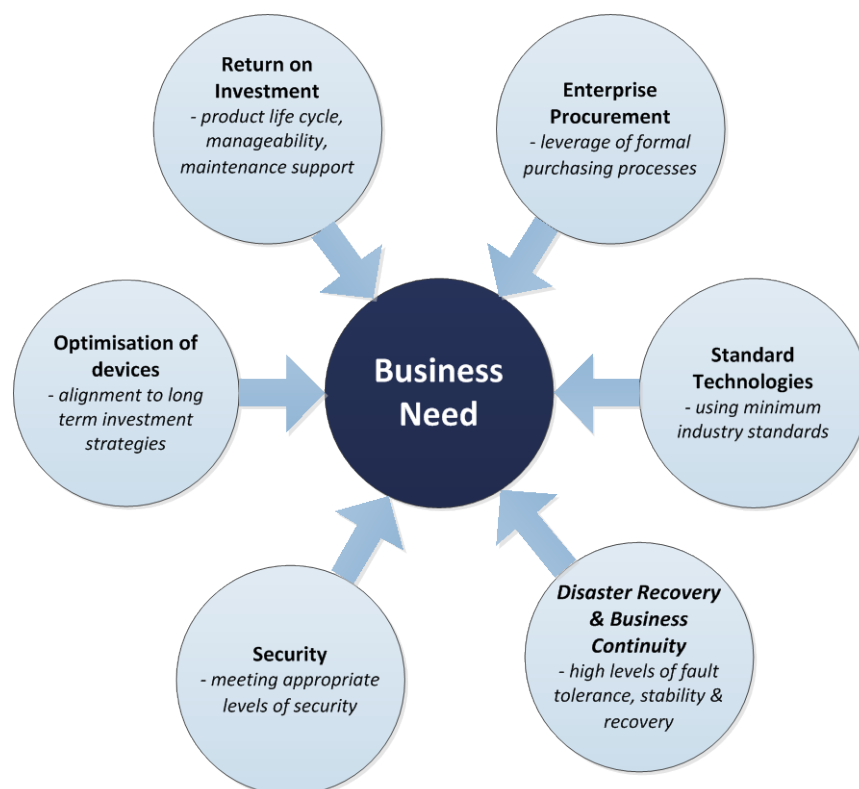 Return on
Investment
- product life cycle,
manageability,
maintenance support
Enterprise
Procurement
- leverage of formal
purchasing processes
Optimisation of
devices
- alignment to long
term investment
strategies
Business
Need
Standard
Technologies
- using minimum
industry standards
Security
- meeting appropriate
levels of security
Disaster Recovery
& Business
Continuity
- high levels of fault
tolerance, stability &
recovery